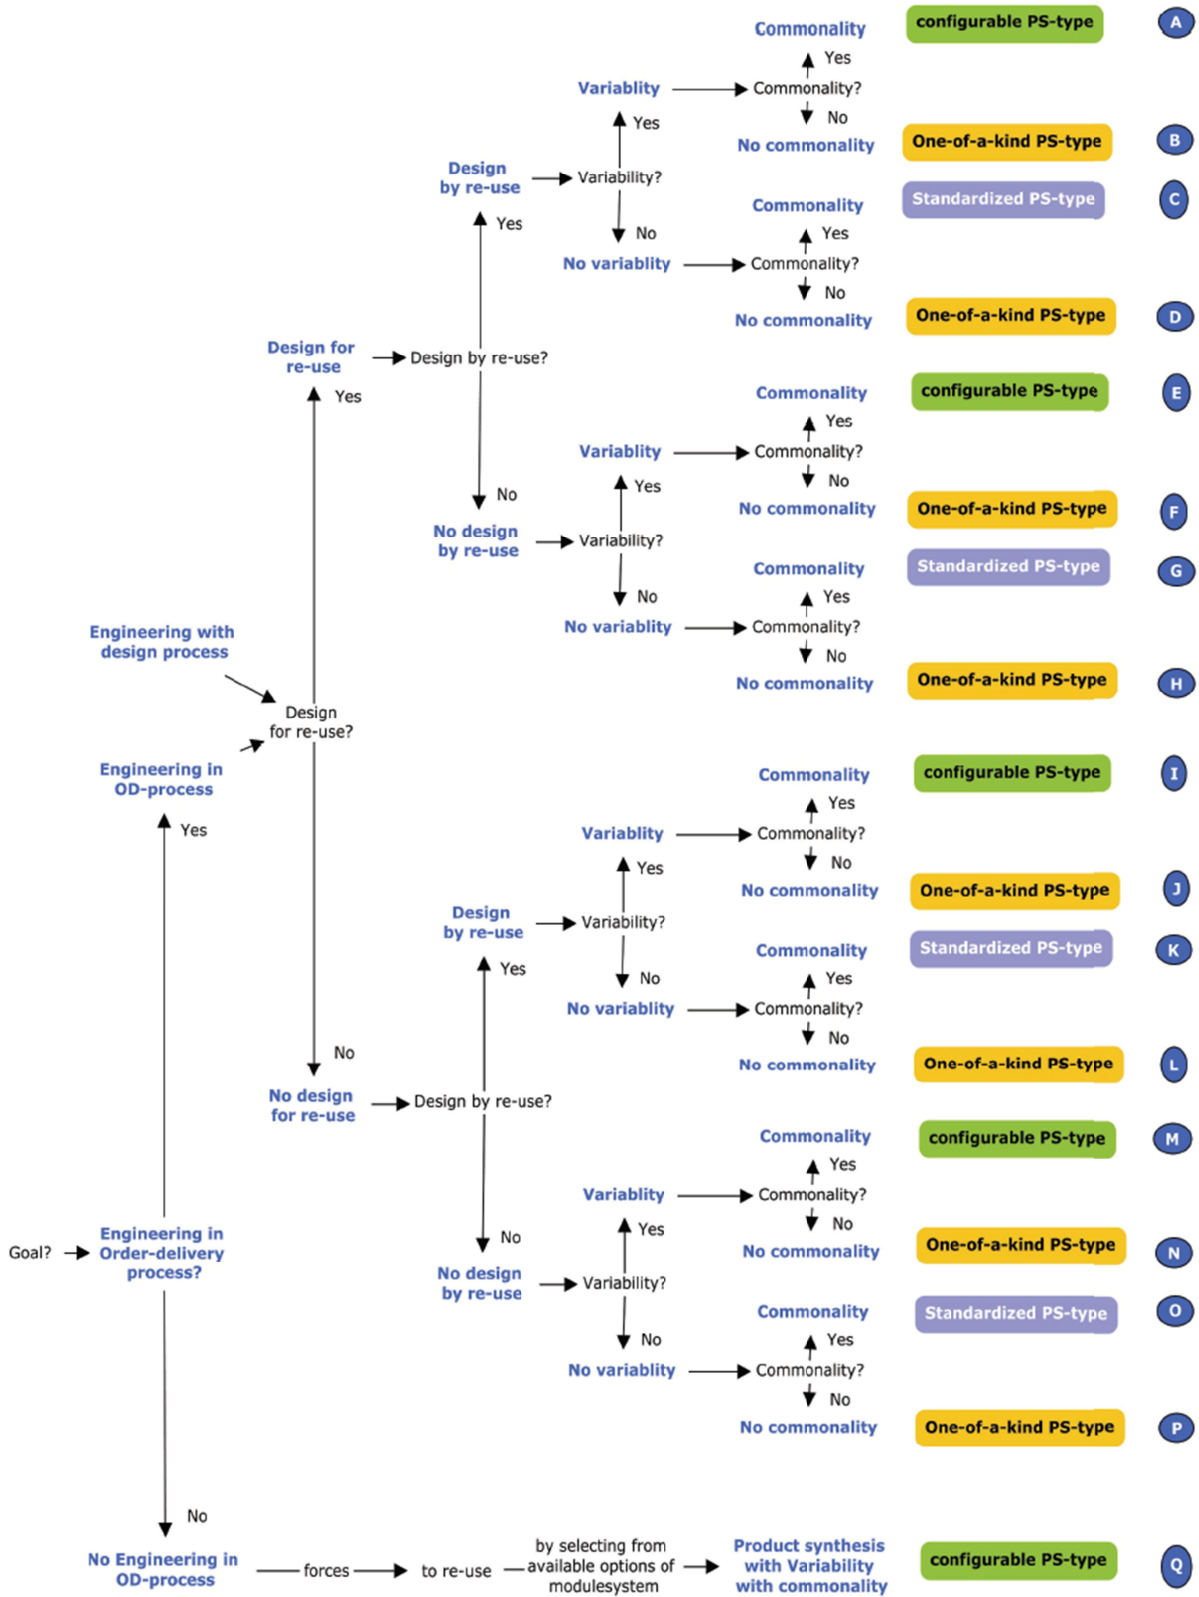 Commonality
configurable PS-type
A
Yes
Variablity
Commonality?
No
Yes
No commonality
One-of-a-kind PS-type
B
Design
by re-use
Variability?
Commonality
Standardized PS-type
C
Yes
No
Yes
No variablity
Commonality?
No
No commonality
One-of-a-kind PS-type
D
Design for
re-use
Design by re-use?
Yes
Commonality
configurable PS-type
E
Yes
Variablity
Commonality?
No
Yes
No
No commonality
One-of-a-kind PS-type
F
No design
by re-use
Variability?
Commonality
Standardized PS-type
G
No
Yes
Engineering with
design process
No variablity
Commonality?
No
No commonality
One-of-a-kind PS-type
H
Design
for re-use?
Engineering in
OD-process
Yes
Commonality
configurable PS-type
I
Yes
Variablity
Commonality?
No
Yes
No commonality
One-of-a-kind PS-type
J
Design
by re-use
Variability?
Commonality
Standardized PS-type
K
Yes
No
Yes
No variablity
Commonality?
No
No
No commonality
One-of-a-kind PS-type
L
No design
for re-use
Design by re-use?
Commonality
configurable PS-type
M
Yes
Variablity
Commonality?
No
Yes
No
Goal?
Engineering in
Order-delivery
process?
No commonality
One-of-a-kind PS-type
N
No design
by re-use
Variability?
Commonality
Standardized PS-type
O
No
Yes
No variablity
Commonality?
No
No commonality
One-of-a-kind PS-type
P
No
No Engineering in
OD-process
forces
to re-use
by selecting from
available options of
modulesystem
Product synthesis
with Variability
with commonality
configurable PS-type
Q